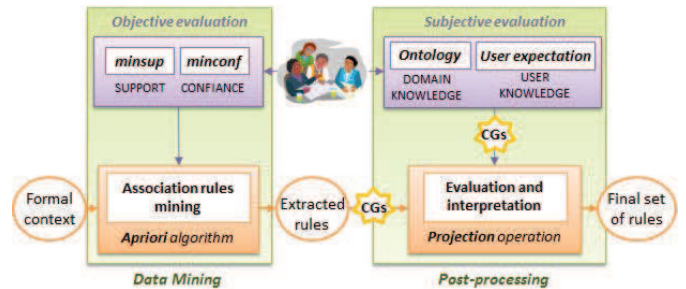 Objective evaluation
Subjective evaluation
minsup
minconf
SUPPORT
CONFIANCE
Ontology
User expectation
DOMAIN
KNOWLEDGE
USER
KNOWLEDGE
CGs
Formal
context
Association rules
mining
Apriori algorithm
Extracted
rules
CGs
Evaluation and
interpretation
Projection operation
Final set
of rules
Data Mining
Post-processing